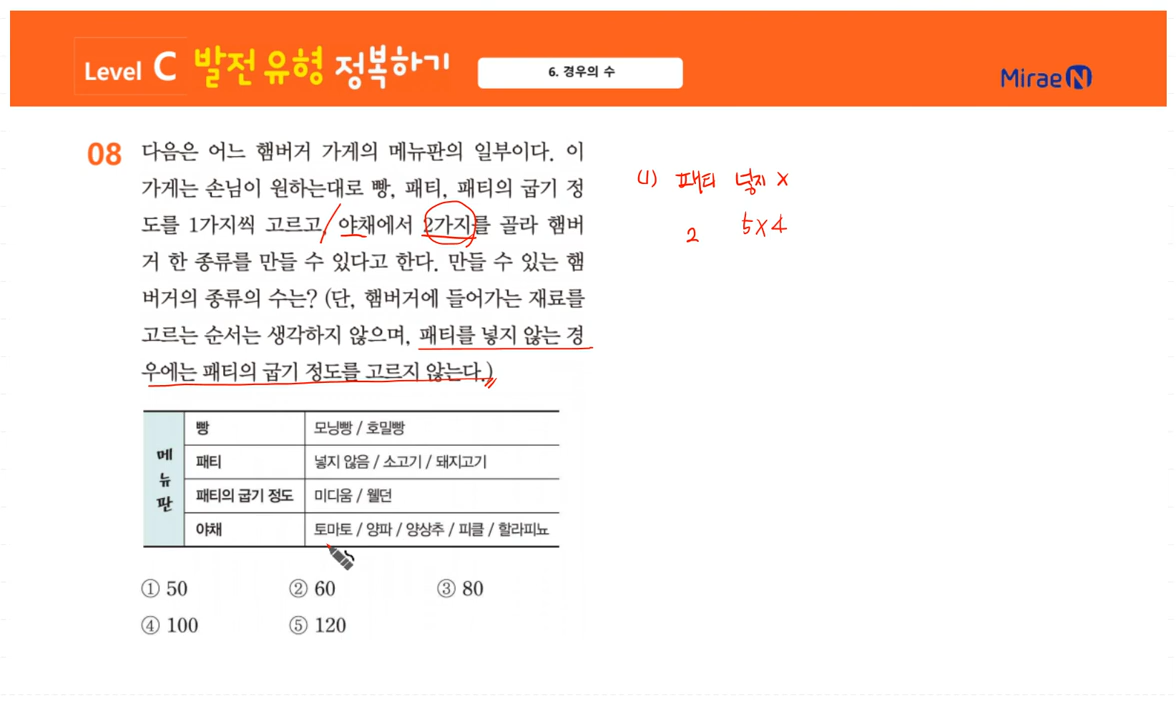 Level C 발전 유형 정복하기
6. 경우의 수
Mirae N
08 다음은 어느 햄버거 가게의 메뉴판의 일부이다. 이
가게는 손님이 원하는대로 빵, 패티, 패티의 굽기 정
도를 1가지씩 고르고, 야채에서 2가지를 골라 햄버
거 한 종류를 만들 수 있다고 한다. 만들 수 있는 햄
버거의 종류의 수는? (단, 햄버거에 들어가는 재료를
고르는 순서는 생각하지 않으며, 패티를 넣지 않는 경
우에는 패티의 굽기 정도를 고르지 않는다.)
메뉴판
빵 모닝빵 / 호밀빵
패티 넣지 않음 / 소고기 / 돼지고기
패티의 굽기 정도 미디움 / 웰던
야채 토마토 / 양파 / 양상추 / 피클 / 할라피뇨
① 50 ② 60 ③ 80
④ 100 ⑤ 120
(1) 패티 넣지 X
2 5X4